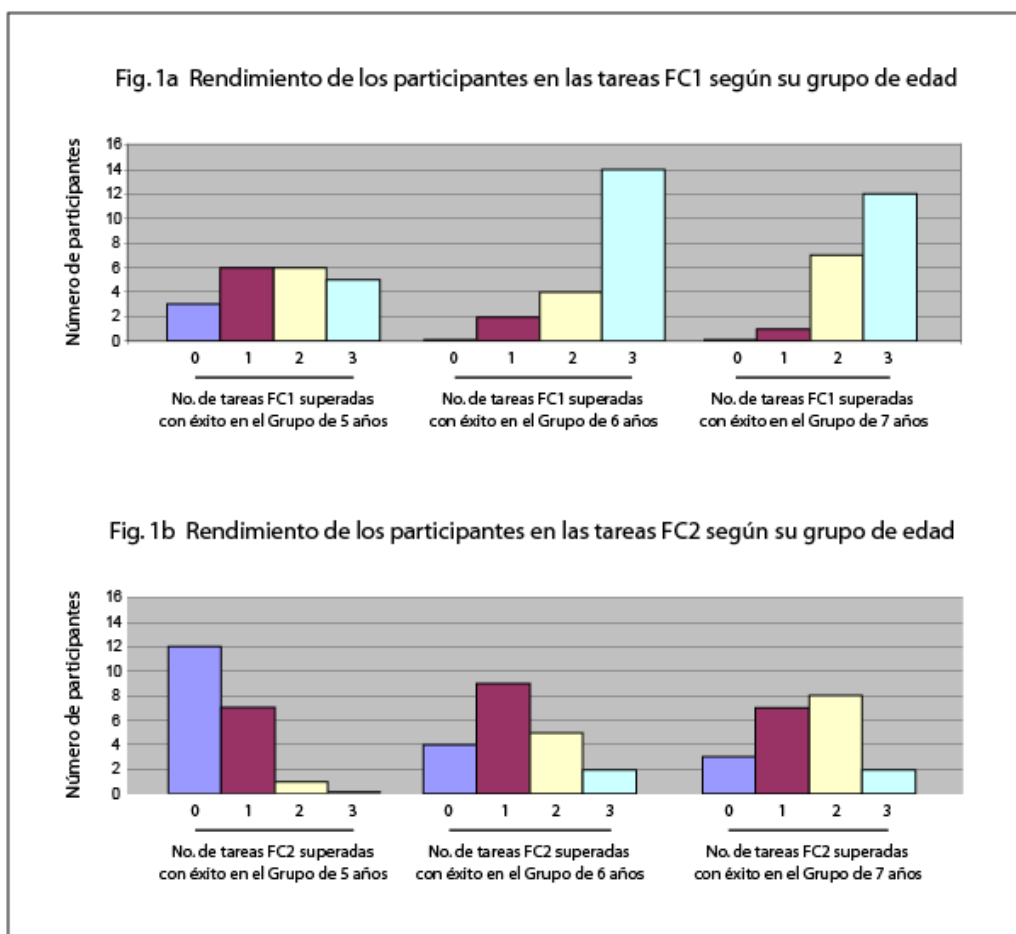 Fig. 1a Rendimiento de los participantes en las tareas FC1 según su grupo de edad
Número de participantes
16
14
12
10
8
6
4
2
0
0 1 2 3 0 1 2 3 0 1 2 3
No. de tareas FC1 superadas
con éxito en el Grupo de 5 años
No. de tareas FC1 superadas
con éxito en el Grupo de 6 años
No. de tareas FC1 superadas
con éxito en el Grupo de 7 años
Fig. 1b Rendimiento de los participantes en las tareas FC2 según su grupo de edad
Número de participantes
16
14
12
10
8
6
4
2
0
0 1 2 3 0 1 2 3 0 1 2 3
No. de tareas FC2 superadas
con éxito en el Grupo de 5 años
No. de tareas FC2 superadas
con éxito en el Grupo de 6 años
No. de tareas FC2 superadas
con éxito en el Grupo de 7 años